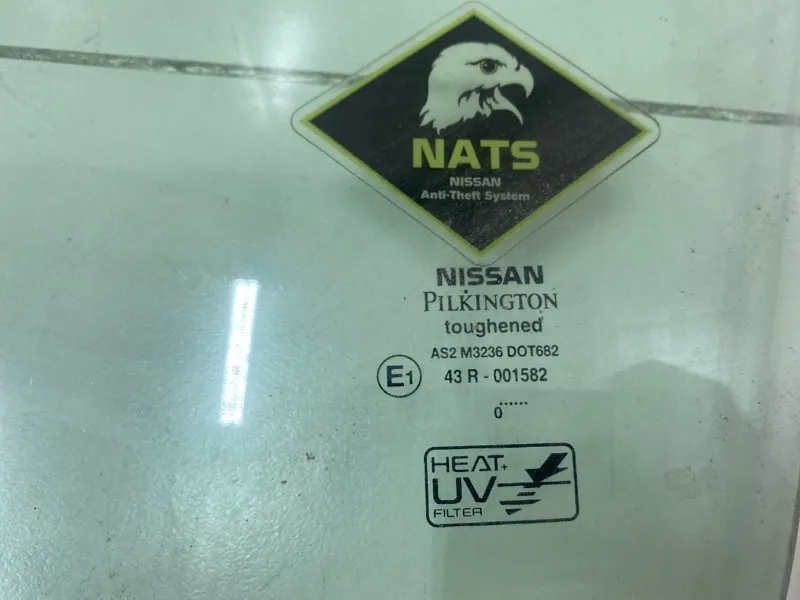 NATS
NISSAN
Anti-Theft System
NISSAN
PILKINGTON
toughened
AS2 M3236 DOT682
E1 43 R - 001582
......
0
HEAT+
UV
FILTER